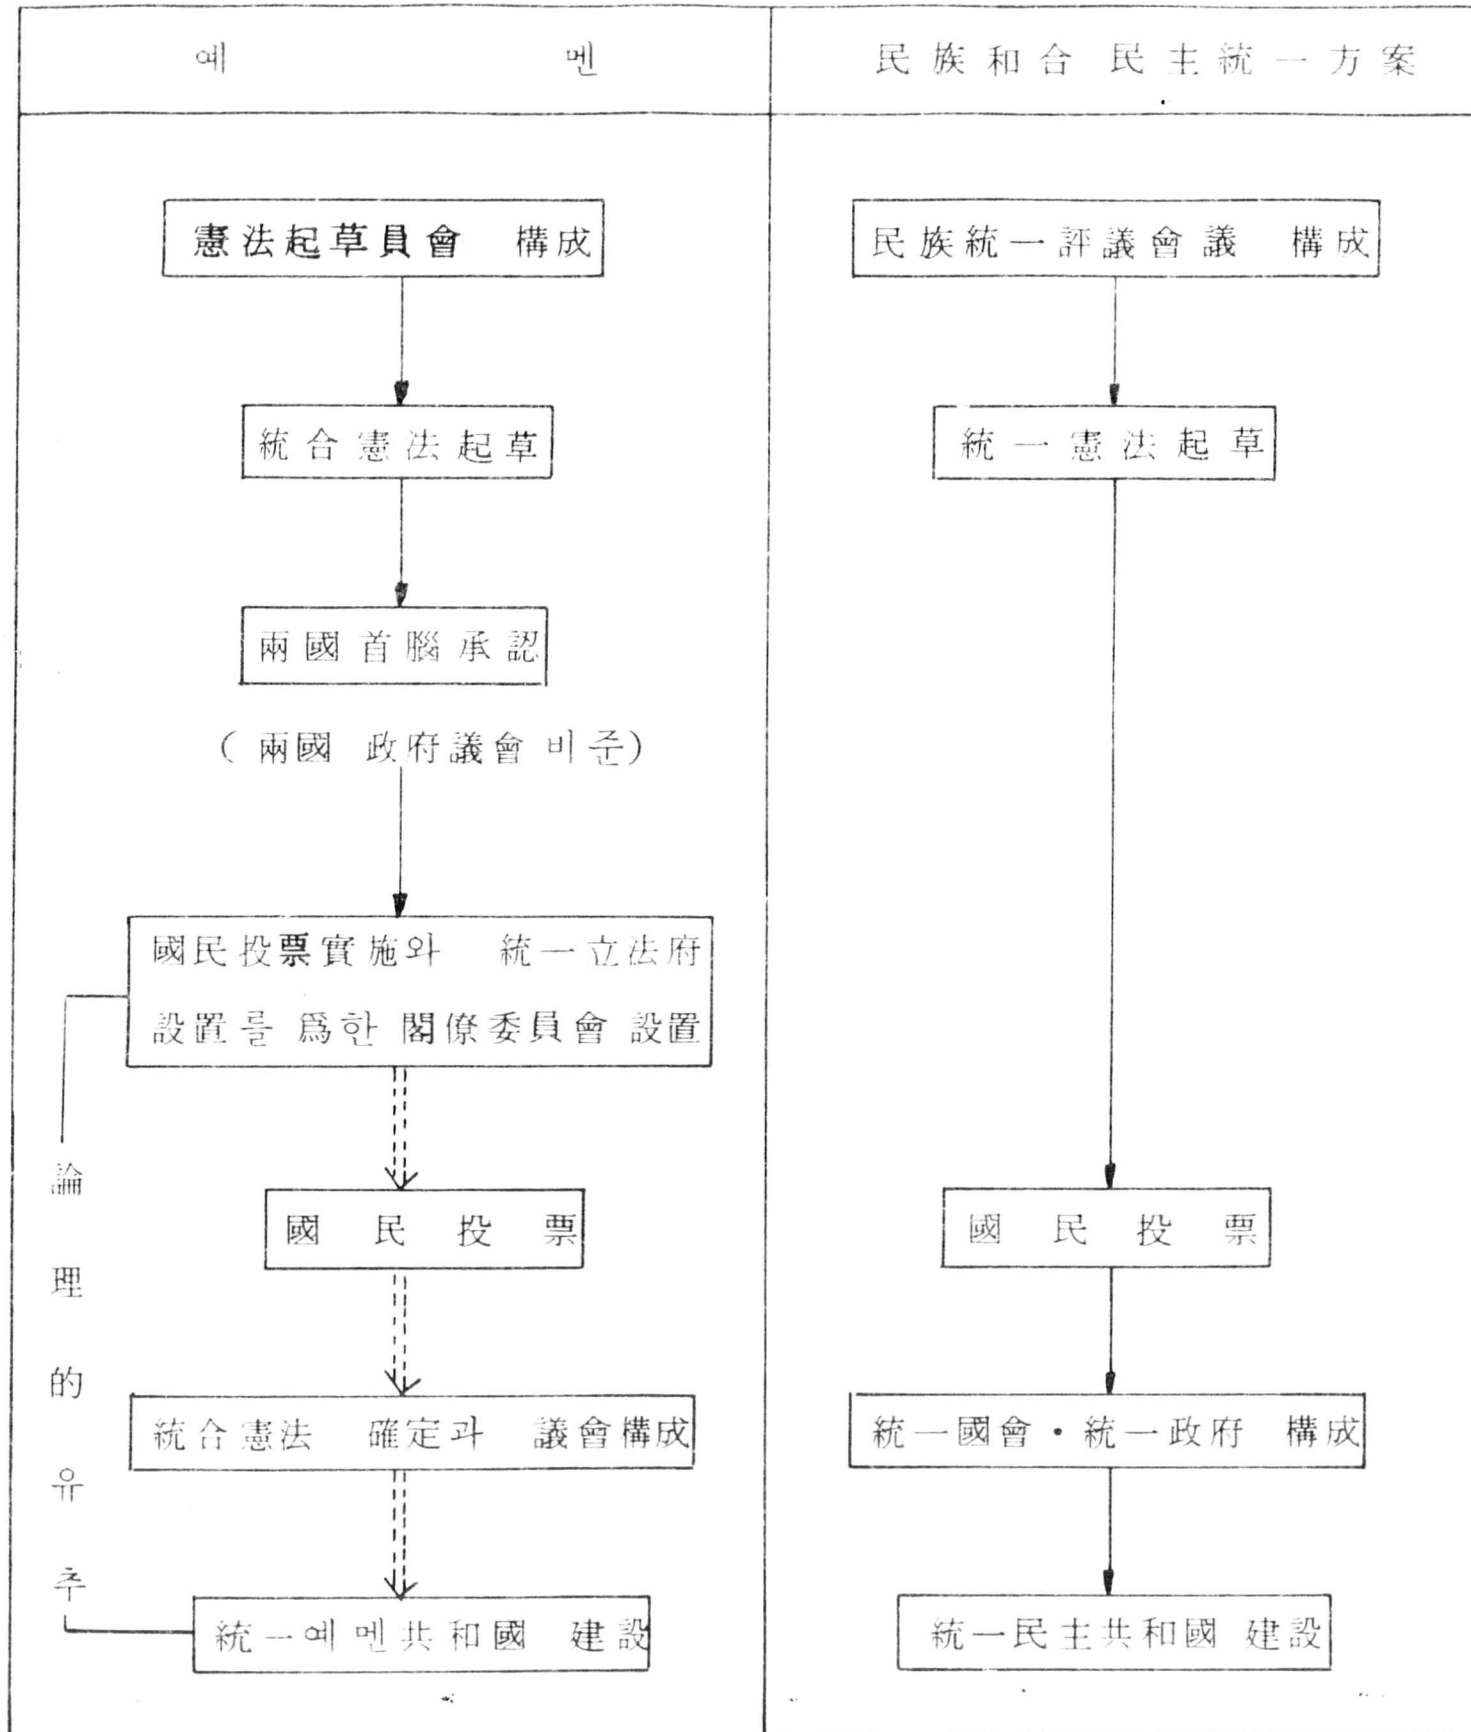 예 멘
憲法起草員會 構成
統合憲法起草
兩國首腦承認
( 兩國 政府議會 비준)
國民投票實施와 統一立法府
設置를 爲한 閣僚委員會 設置
國民投票
統合憲法 確定과 議會構成
統一예멘共和國 建設
論
理
的
유
추
民族和合 民主統一方案
民族統一評議會議 構成
統一憲法起草
國民投票
統一國會・統一政府 構成
統一民主共和國 建設